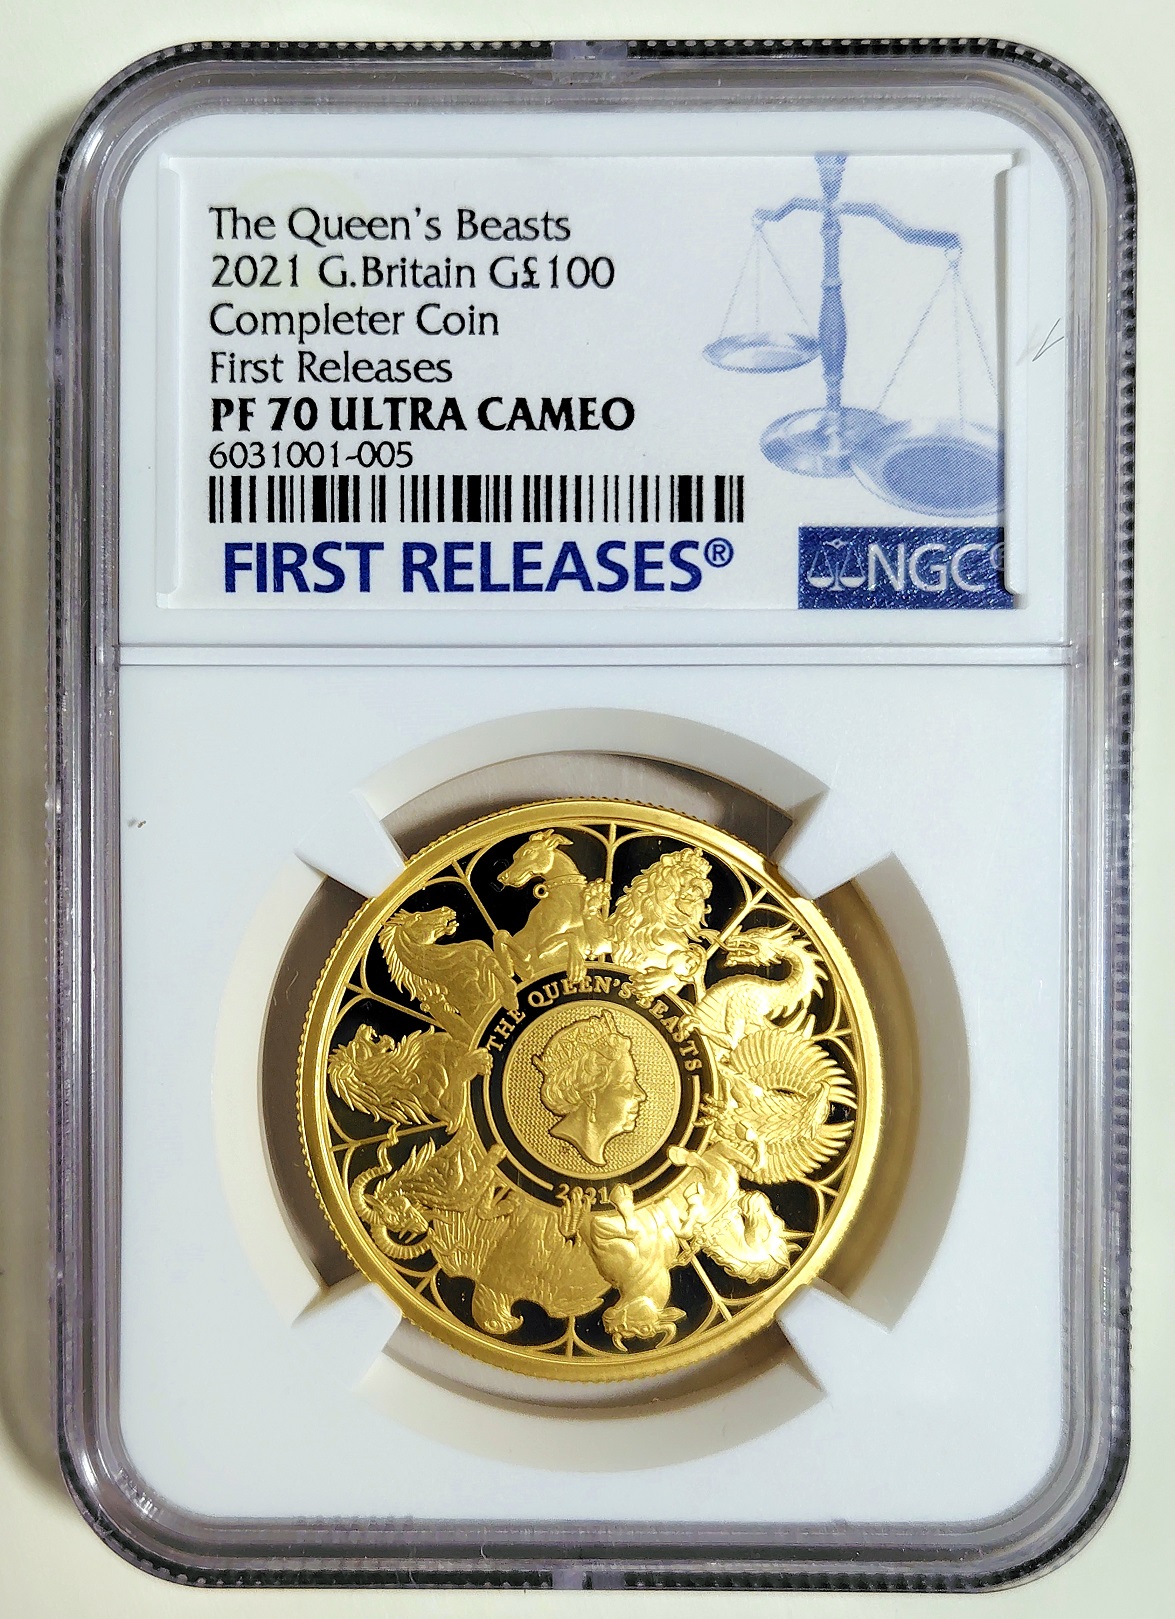 The Queen's Beasts
2021 G.Britain G£100
Completer Coin
First Releases
PF 70 ULTRA CAMEO
6031001-005
FIRST RELEASES®
NGC®
THE QUEEN'S BEASTS
2021